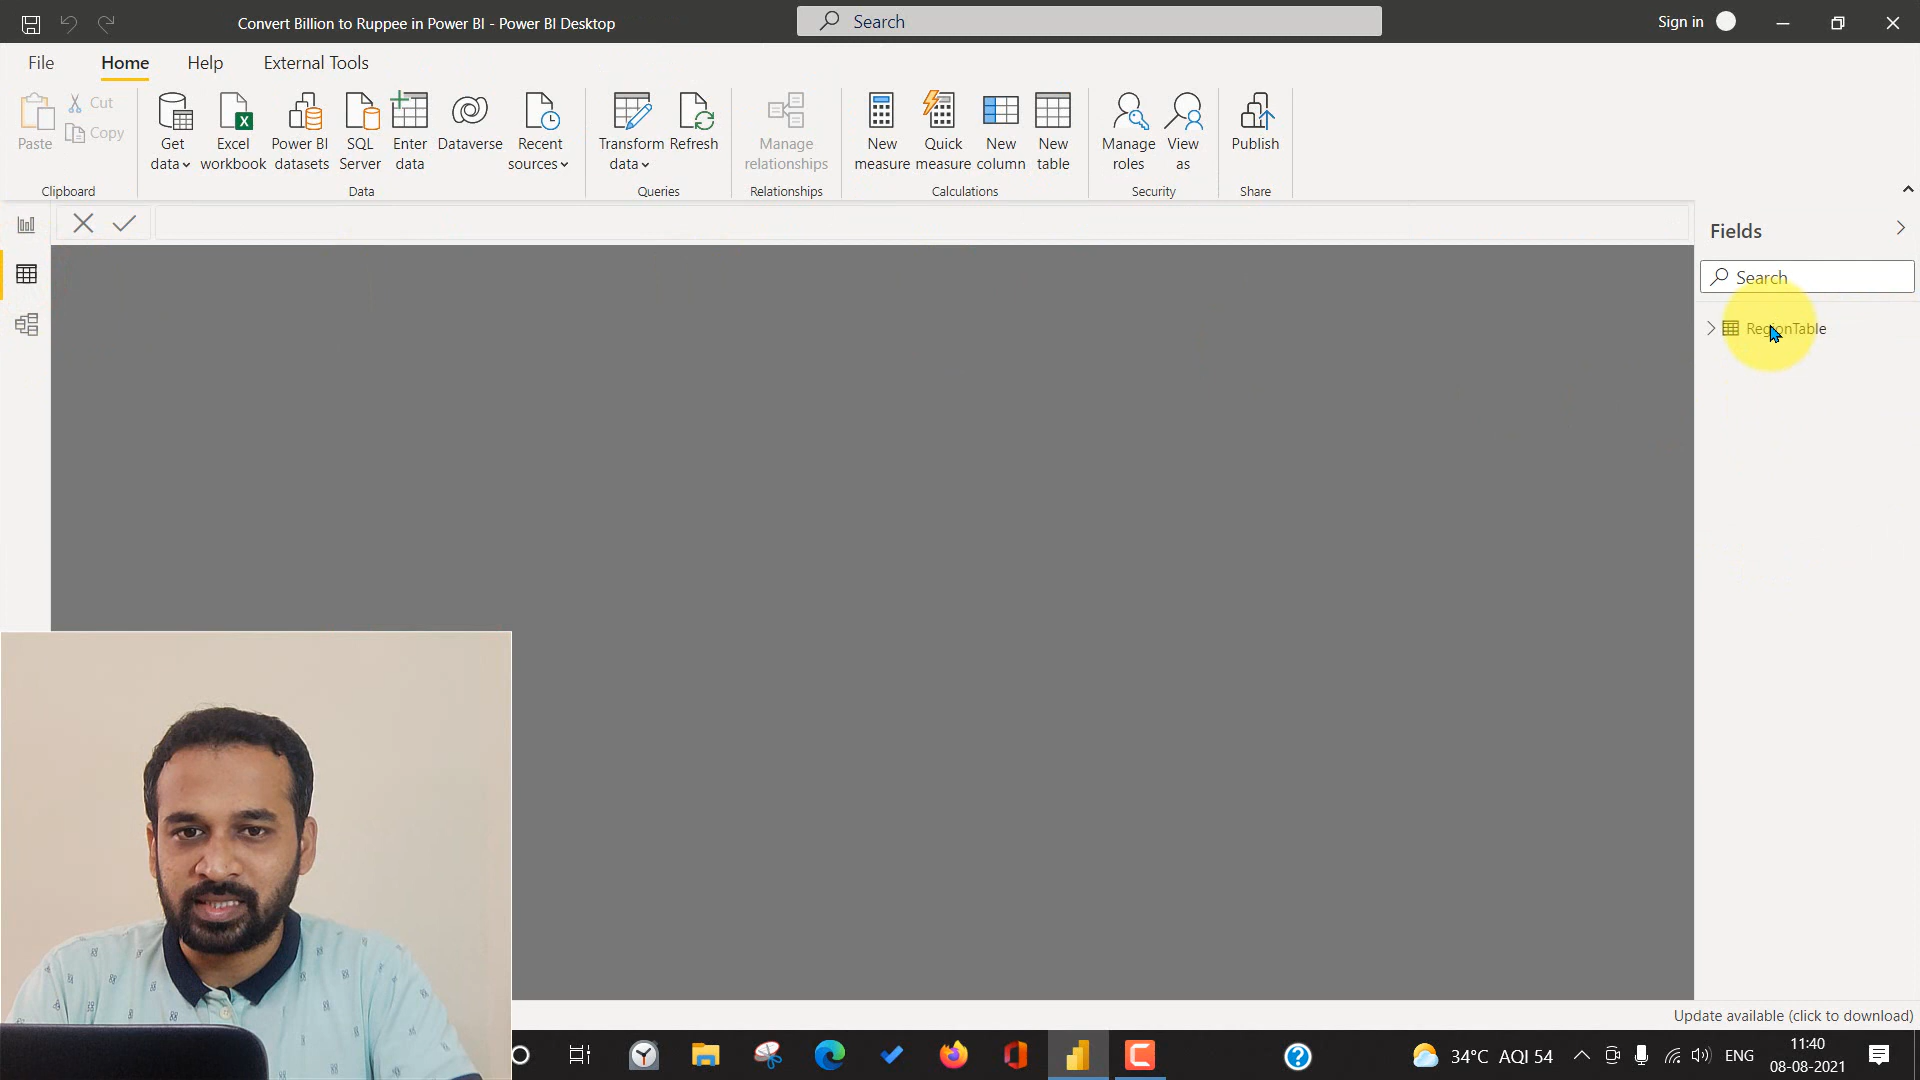 Convert Billion to Ruppee in Power BI - Power BI Desktop
Search
Sign in
File
Home
Help
External Tools
Paste
Cut
Copy
Get data
Excel workbook
Power BI datasets
SQL Server
Enter data
Dataverse
Recent sources
Transform data
Refresh
Manage relationships
New measure
Quick measure
New column
New table
Manage roles
View as
Publish
Clipboard
Data
Queries
Relationships
Calculations
Security
Share
Fields
Search
RegionTable
Update available (click to download)
34°C AQI 54
ENG
11:40
08-08-2021